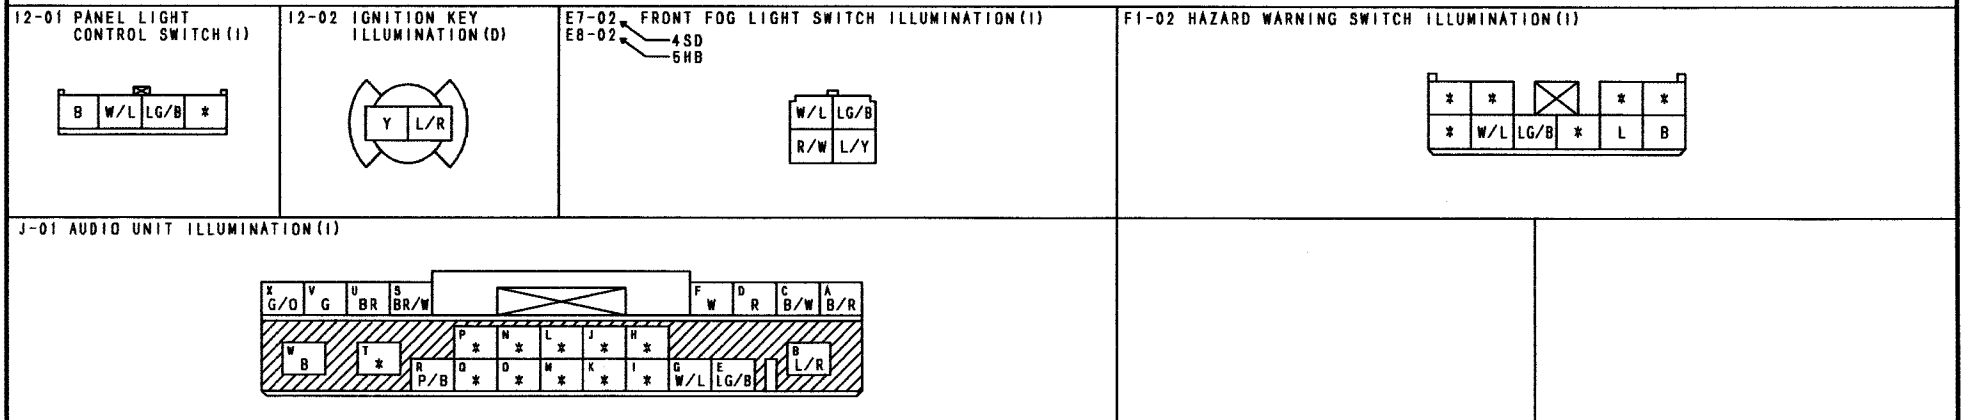 I2-01 PANEL LIGHT
CONTROL SWITCH(I)
B W/L LG/B *
I2-02 IGNITION KEY
ILLUMINATION(D)
Y L/R
E7-02 FRONT FOG LIGHT SWITCH ILLUMINATION(I)
E8-02
4SD
5HB
W/L LG/B
R/W L/Y
F1-02 HAZARD WARNING SWITCH ILLUMINATION(I)
* * * *
* W/L LG/B * L B
J-01 AUDIO UNIT ILLUMINATION(I)
X V U S F D C A
G/O G BR BR/W W R B/W B/R
P N L J H
* * * * *
W T B
B * L/R
R Q O M K I G E
P/B * * * * * W/L LG/B